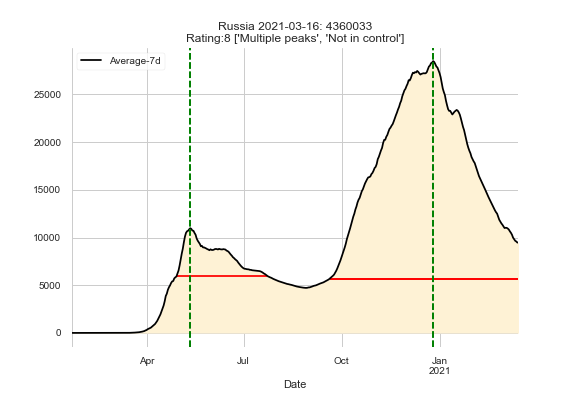 Russia 2021-03-16: 4360033
Rating:8 ['Multiple peaks', 'Not in control']
Average-7d
25000
20000
15000
10000
5000
0
Apr
Jul
Oct
Jan
2021
Date